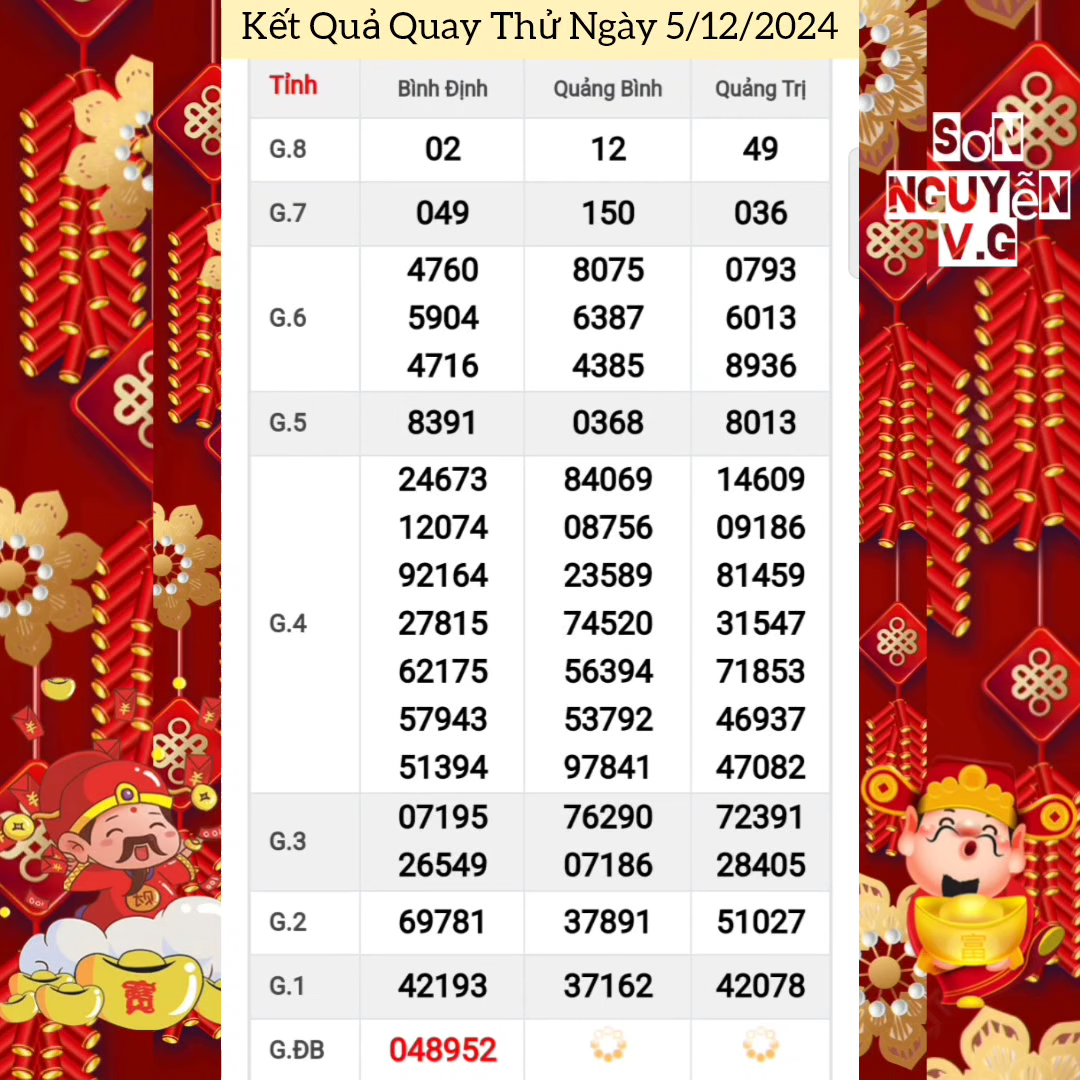 Kết Quả Quay Thử Ngày 5/12/2024
SơN
NGUYễN
V.G
Tỉnh Bình Định Quảng Bình Quảng Trị
G.8 02 12 49
G.7 049 150 036
G.6 4760 8075 0793
5904 6387 6013
4716 4385 8936
G.5 8391 0368 8013
G.4 24673 84069 14609
12074 08756 09186
92164 23589 81459
27815 74520 31547
62175 56394 71853
57943 53792 46937
51394 97841 47082
G.3 07195 76290 72391
26549 07186 28405
G.2 69781 37891 51027
G.1 42193 37162 42078
G.ĐB 048952
富